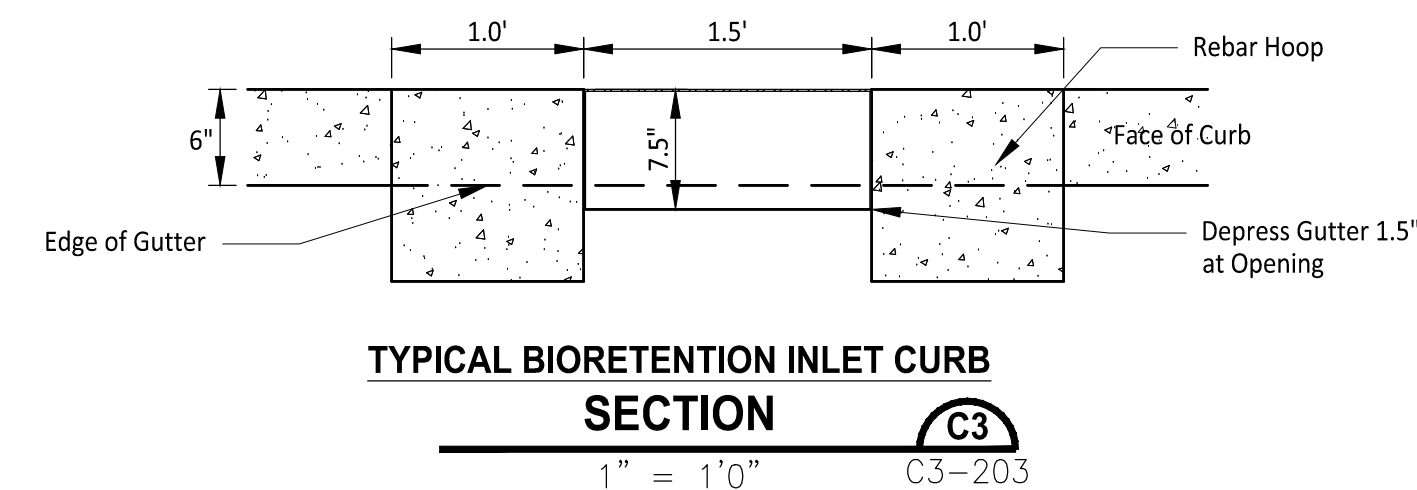 1.0' 1.5' 1.0'
Rebar Hoop
6"
7.5"
Face of Curb
Edge of Gutter
Depress Gutter 1.5"
at Opening
TYPICAL BIORETENTION INLET CURB
SECTION
C3
1" = 1'0"
C3-203